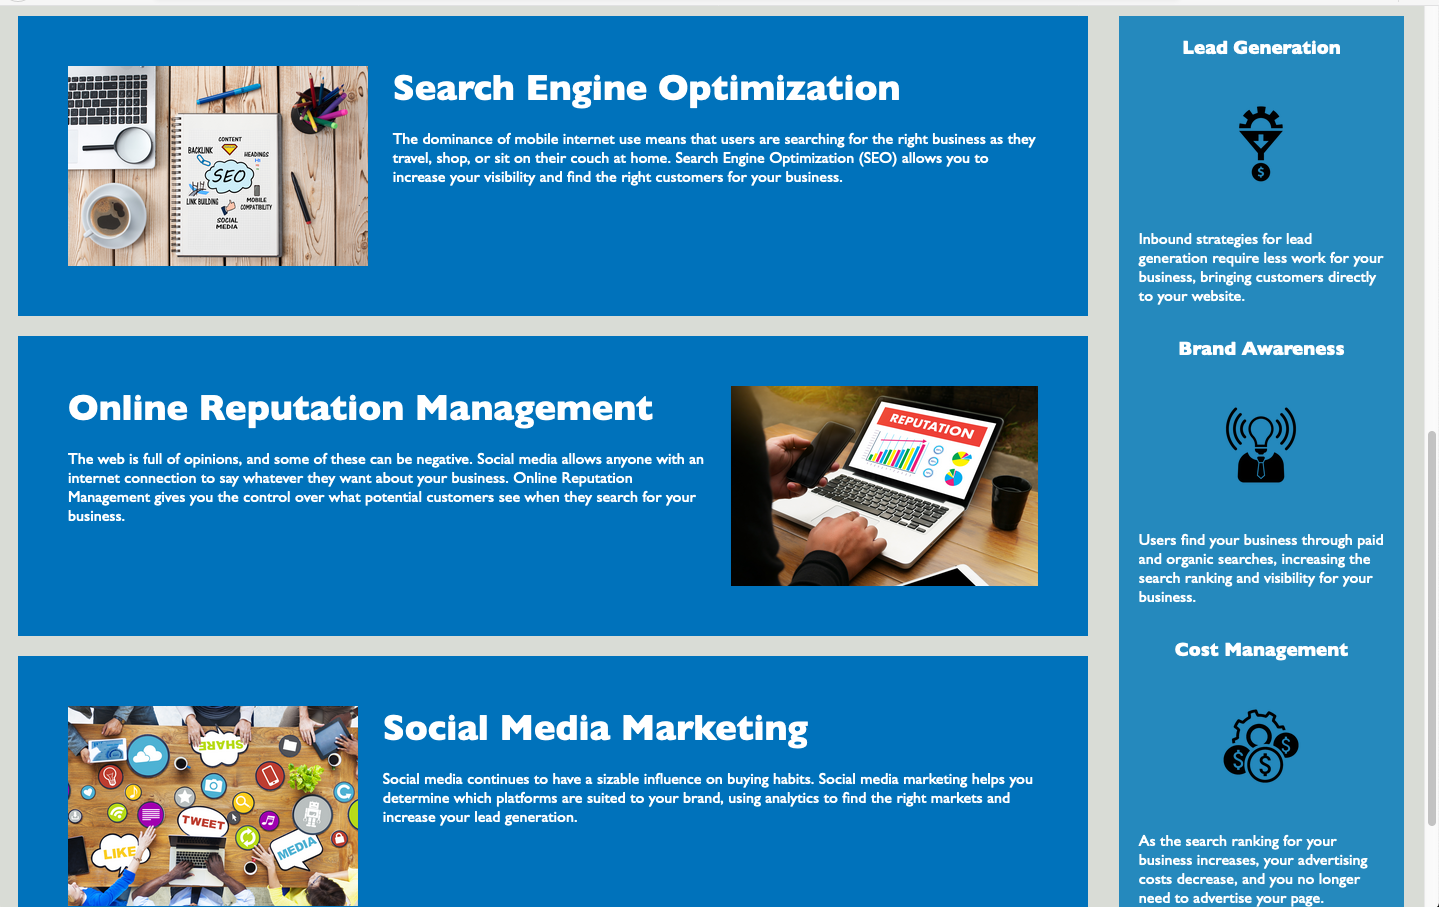 Search Engine Optimization
The dominance of mobile internet use means that users are searching for the right business as they
travel, shop, or sit on their couch at home. Search Engine Optimization (SEO) allows you to
increase your visibility and find the right customers for your business.
CONTENT
BACKLINK
HEADINGS
SEO
LINK BUILDING
MOBILE
COMPATIBILITY
SOCIAL
MEDIA
Online Reputation Management
The web is full of opinions, and some of these can be negative. Social media allows anyone with an
internet connection to say whatever they want about your business. Online Reputation
Management gives you the control over what potential customers see when they search for your
business.
REPUTATION
Social Media Marketing
Social media continues to have a sizable influence on buying habits. Social media marketing helps you
determine which platforms are suited to your brand, using analytics to find the right markets and
increase your lead generation.
SHARE
TWEET
LIKE
MEDIA
Lead Generation
$
Inbound strategies for lead
generation require less work for your
business, bringing customers directly
to your website.
Brand Awareness
Users find your business through paid
and organic searches, increasing the
search ranking and visibility for your
business.
Cost Management
$
$
$
As the search ranking for your
business increases, your advertising
costs decrease, and you no longer
need to advertise your page.